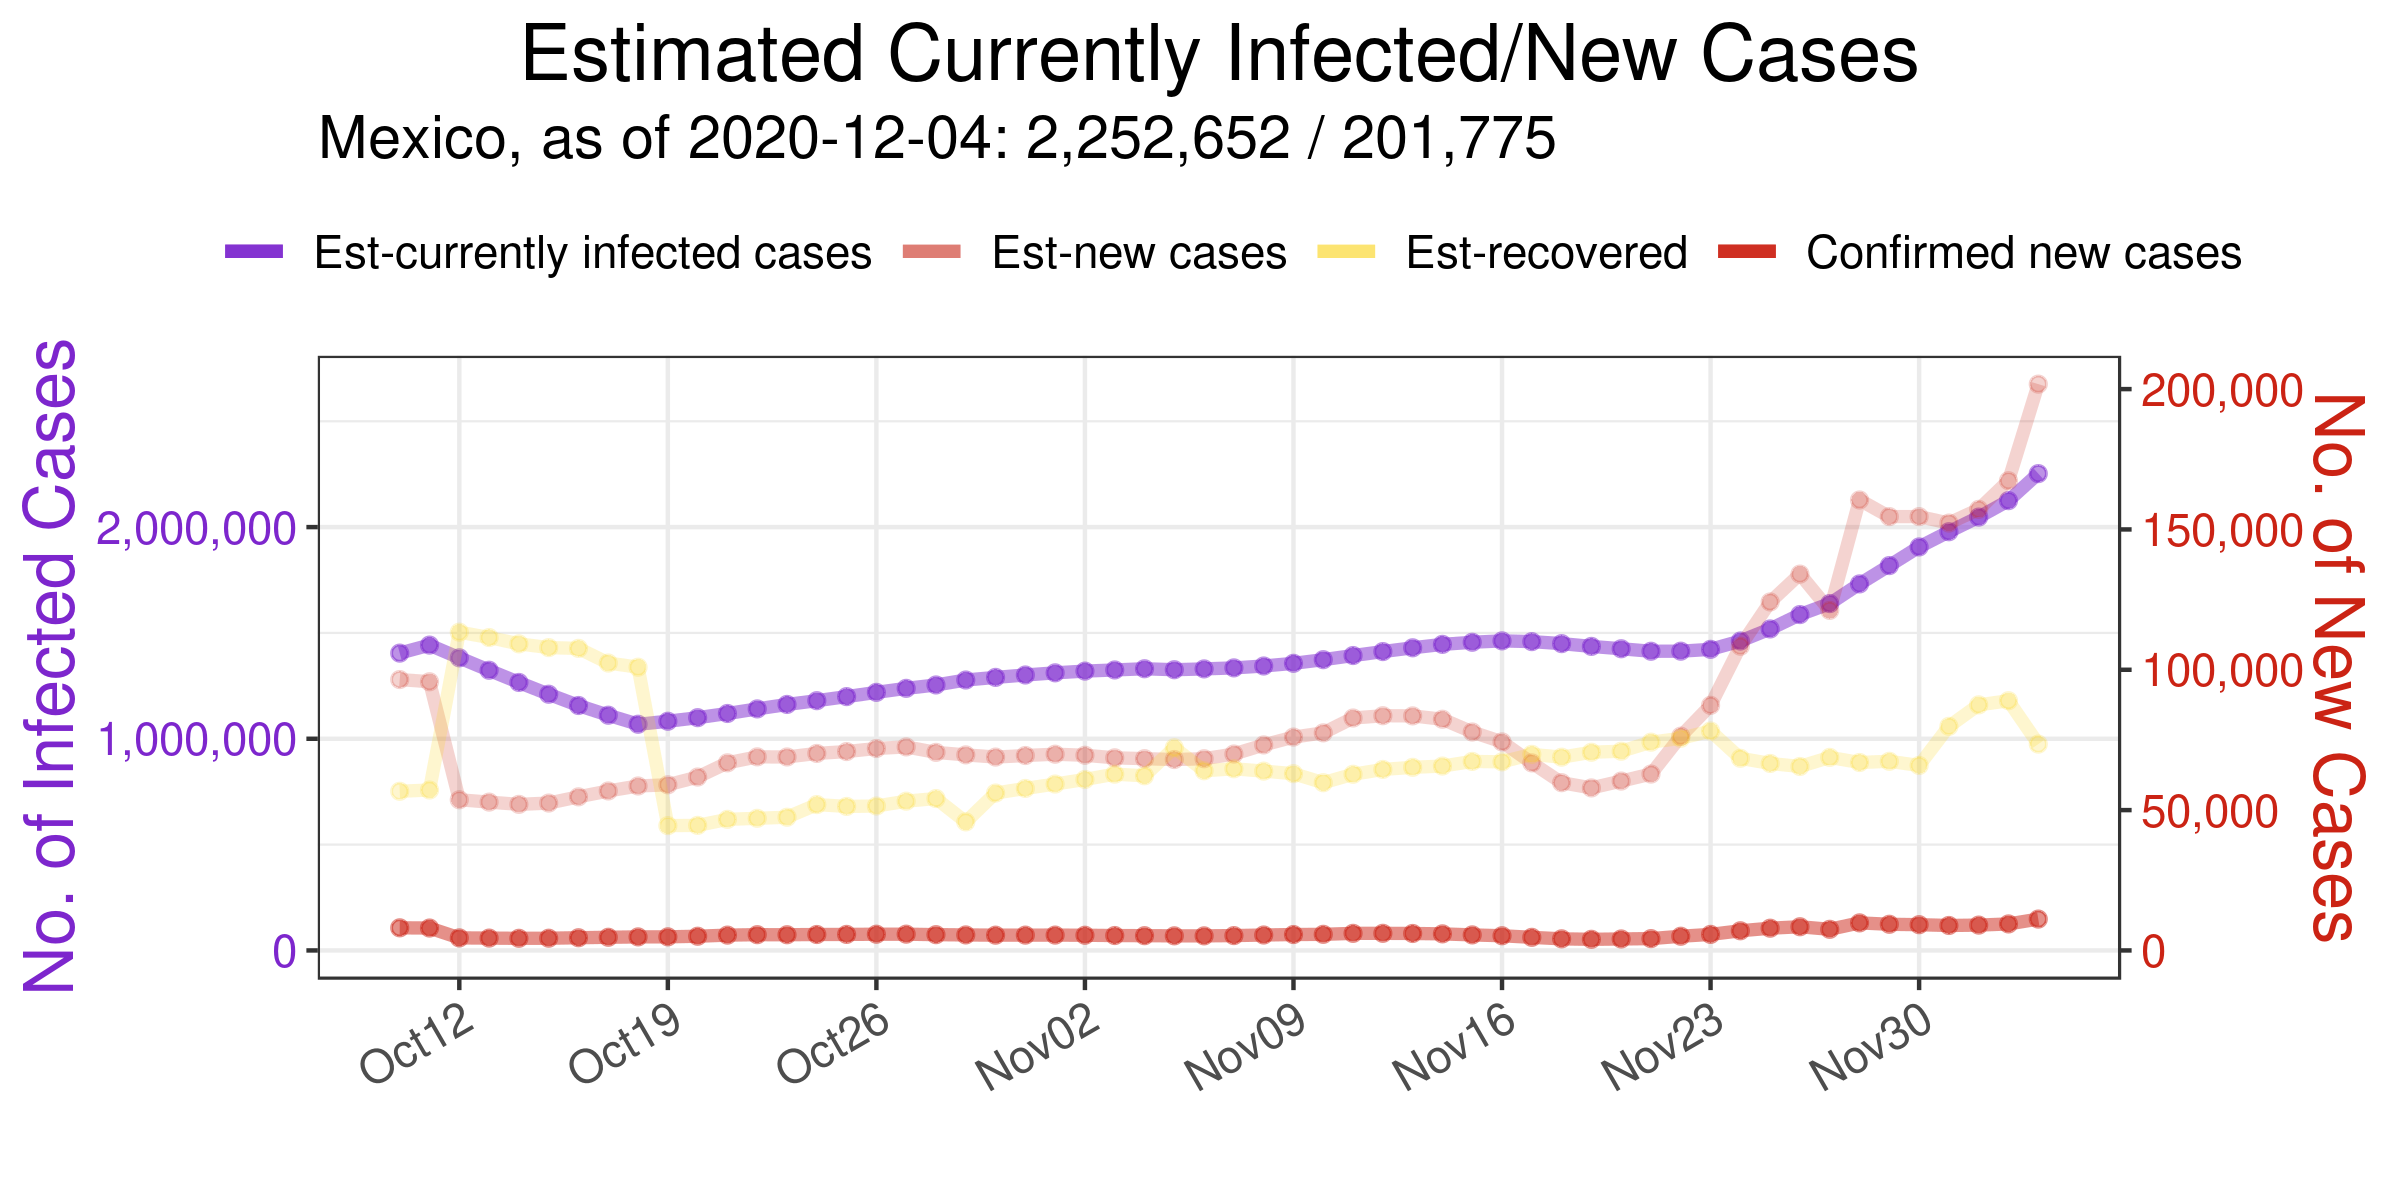 Estimated Currently Infected/New Cases
Mexico, as of 2020-12-04: 2,252,652 / 201,775
Est-currently infected cases Est-new cases Est-recovered Confirmed new cases
No. of Infected Cases
2,000,000
1,000,000
0
200,000
150,000
100,000
50,000
0
No. of New Cases
Oct12 Oct19 Oct26 Nov02 Nov09 Nov16 Nov23 Nov30